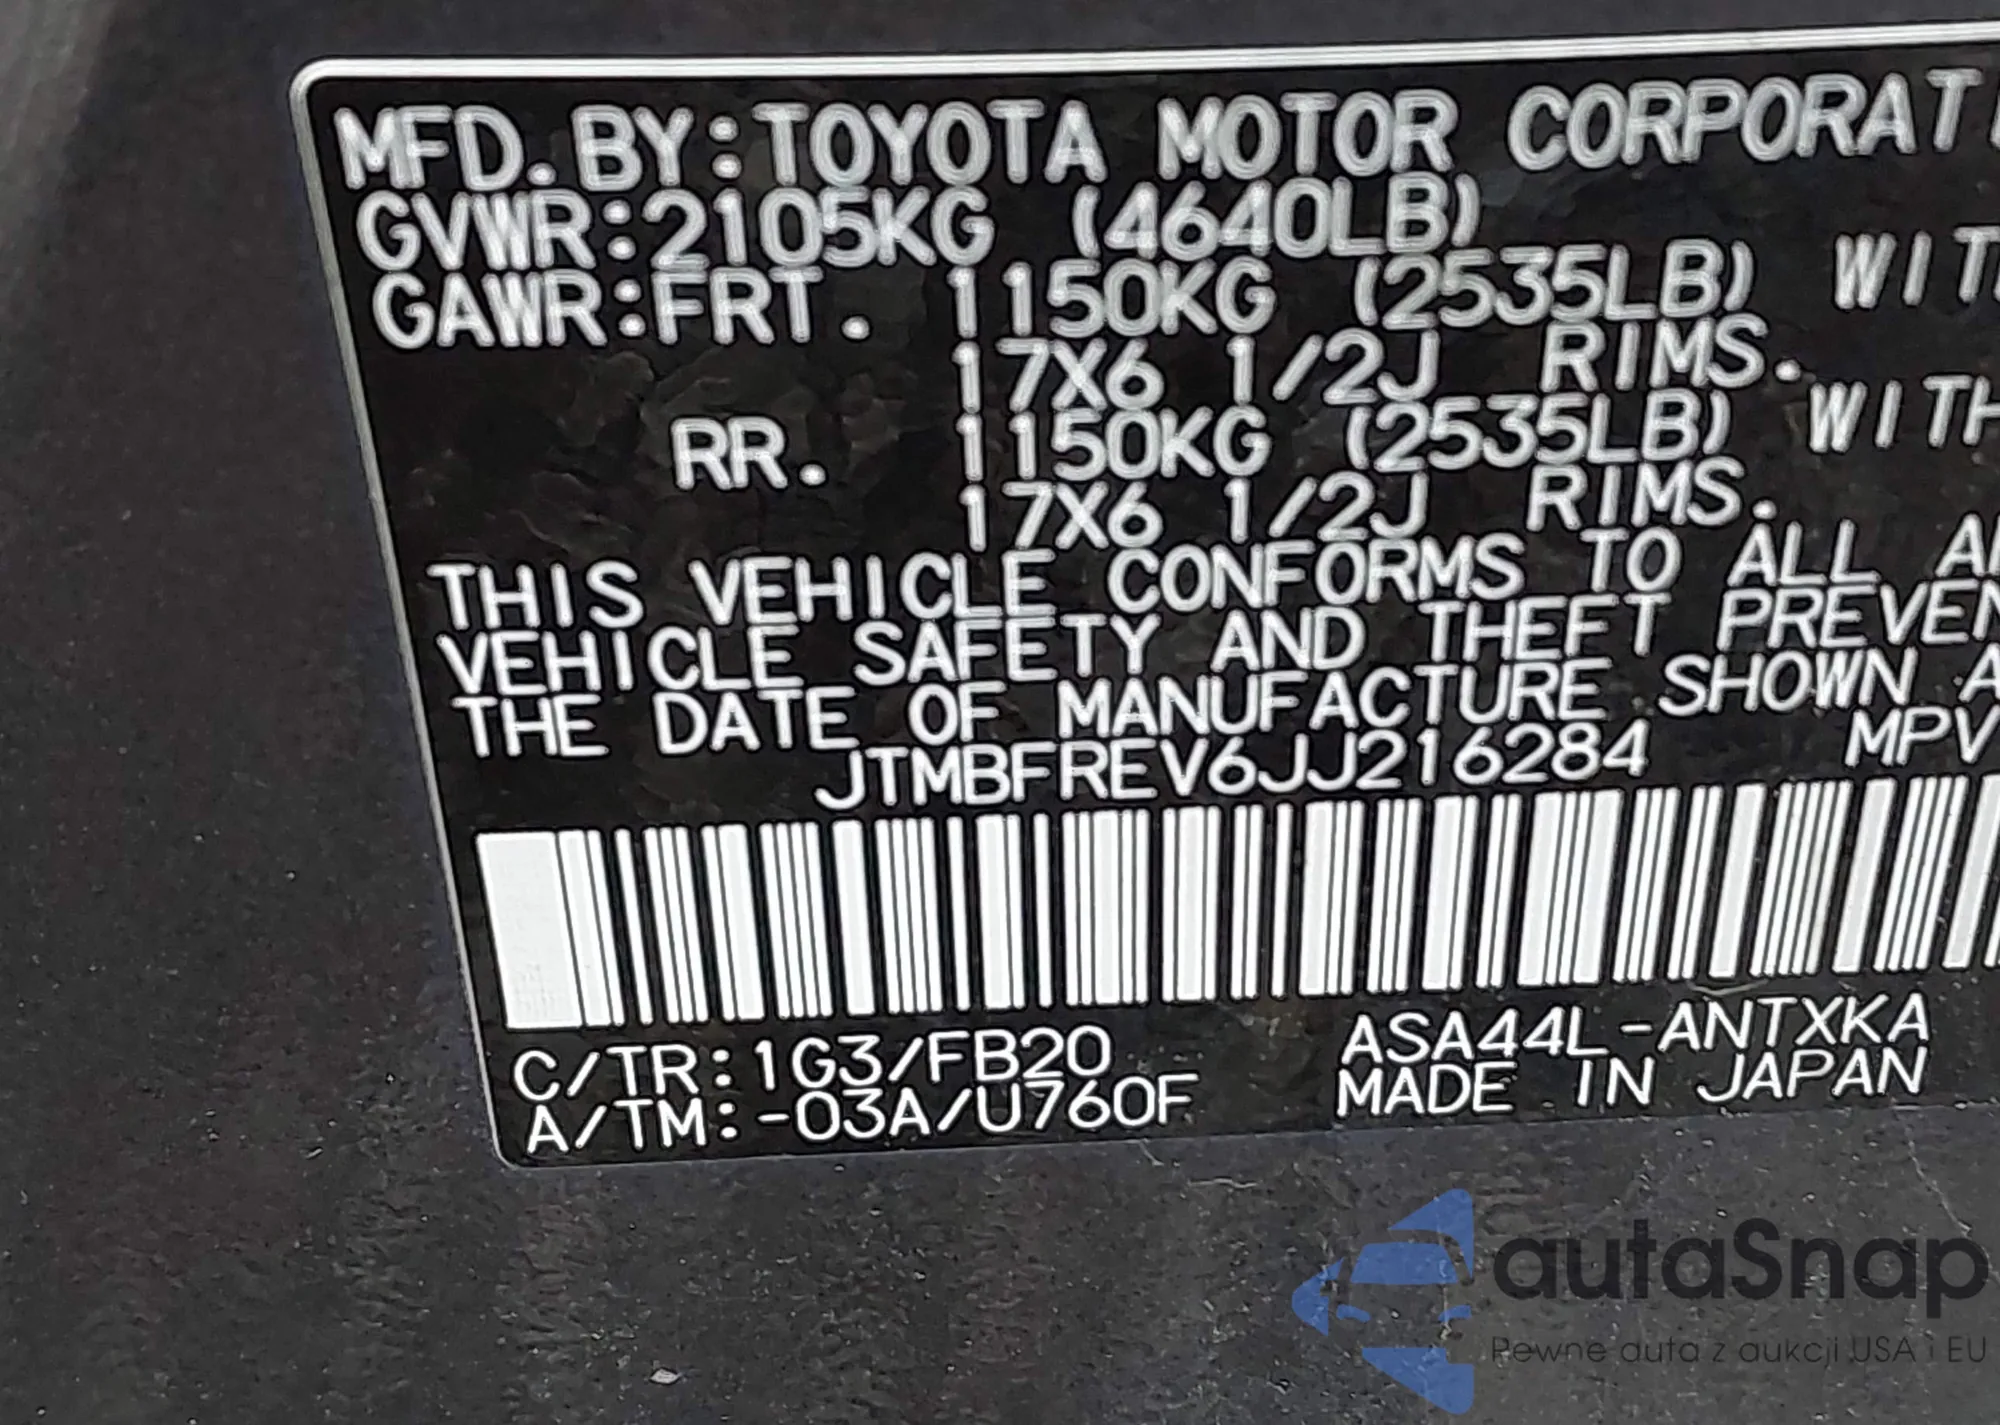 MFD.BY:TOYOTA MOTOR CORPORATI
GVWR:2105KG (4640LB)
GAWR:FRT. 1150KG (2535LB) WITH
17X6 1/2J RIMS.
RR. 1150KG (2535LB) WITH
17X6 1/2J RIMS.
THIS VEHICLE CONFORMS TO ALL AP
VEHICLE SAFETY AND THEFT PREVEN
THE DATE OF MANUFACTURE SHOWN A
JTMBFREV6JJ216284 MPV
C/TR:1G3/FB20 ASA44L-ANTXKA
A/TM:-03A/U760F MADE IN JAPAN
autaSnap
Pewne auta z aukcji USA i EU